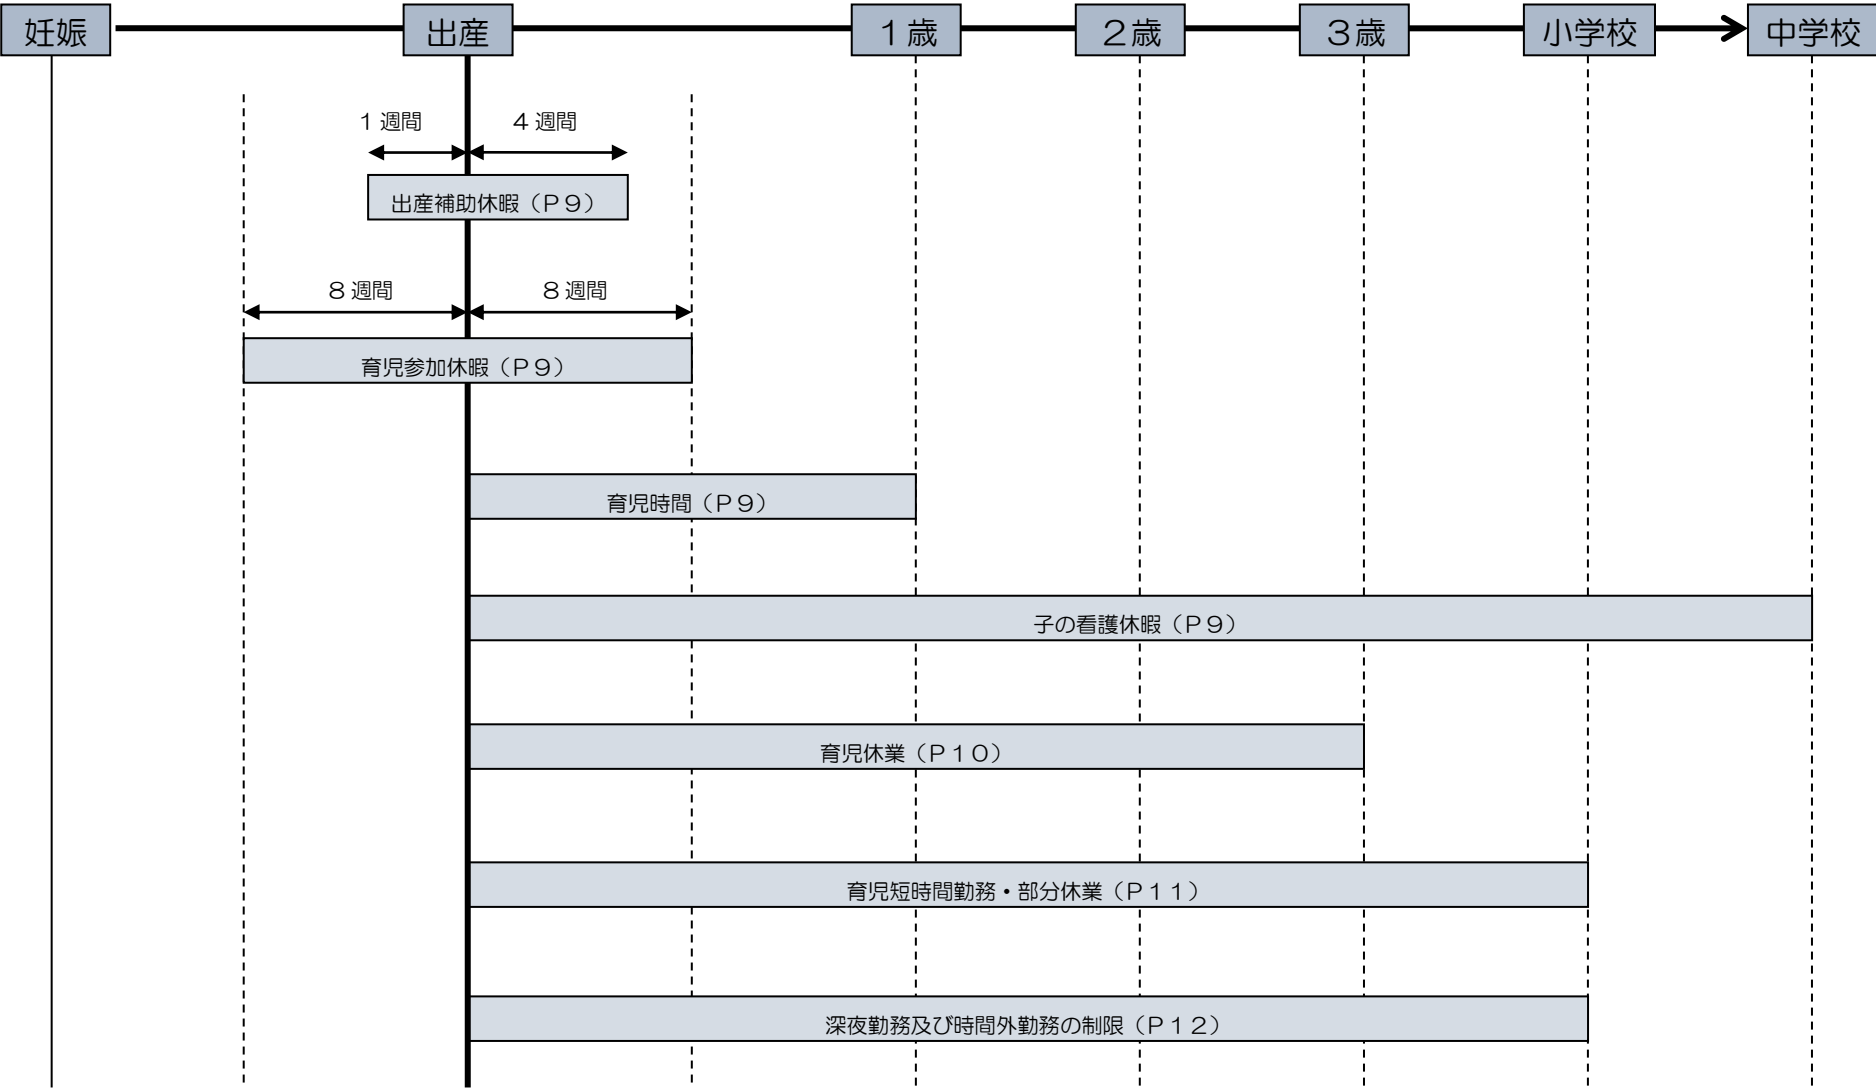 妊娠
出産
１歳
２歳
３歳
小学校
中学校
１週間
４週間
出産補助休暇（Ｐ９）
８週間
８週間
育児参加休暇（Ｐ９）
育児時間（Ｐ９）
子の看護休暇（Ｐ９）
育児休業（Ｐ１０）
育児短時間勤務・部分休業（Ｐ１１）
深夜勤務及び時間外勤務の制限（Ｐ１２）